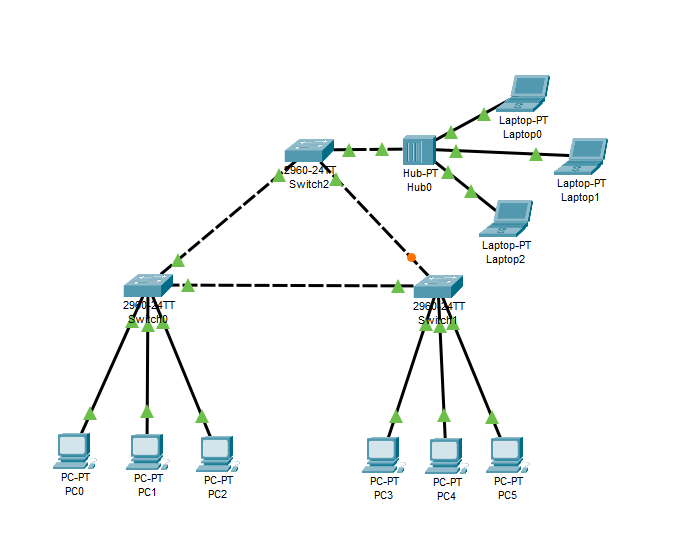 Laptop-PT
Laptop0
2960-24TT
Switch2
Hub-PT
Hub0
Laptop-PT
Laptop1
Laptop-PT
Laptop2
2960-24TT
Switch0
2960-24TT
Switch1
PC-PT
PC0
PC-PT
PC1
PC-PT
PC2
PC-PT
PC3
PC-PT
PC4
PC-PT
PC5